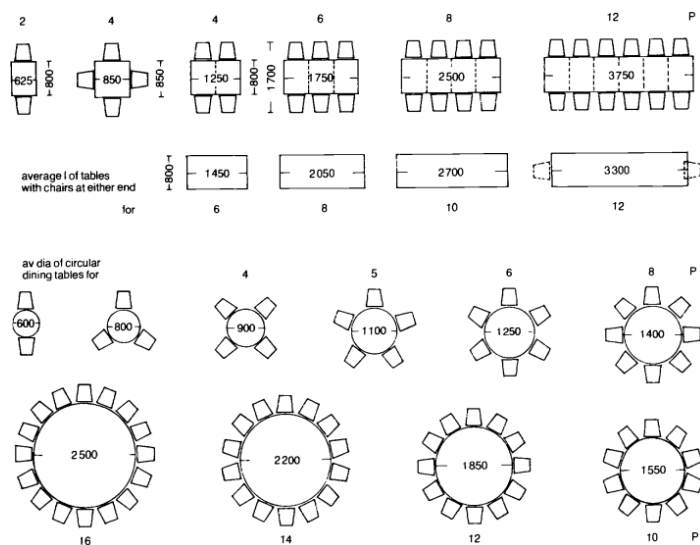 2 4 4 6 8 12 P
625 800 850 850 1250 800 1700 1750 2500 3750
average l of tables
with chairs at either end
800 1450 2050 2700 3300
for 6 8 10 12
av dia of circular
dining tables for
4 5 6 8 P
600 800 900 1100 1250 1400
2500 2200 1850 1550
16 14 12 10 P